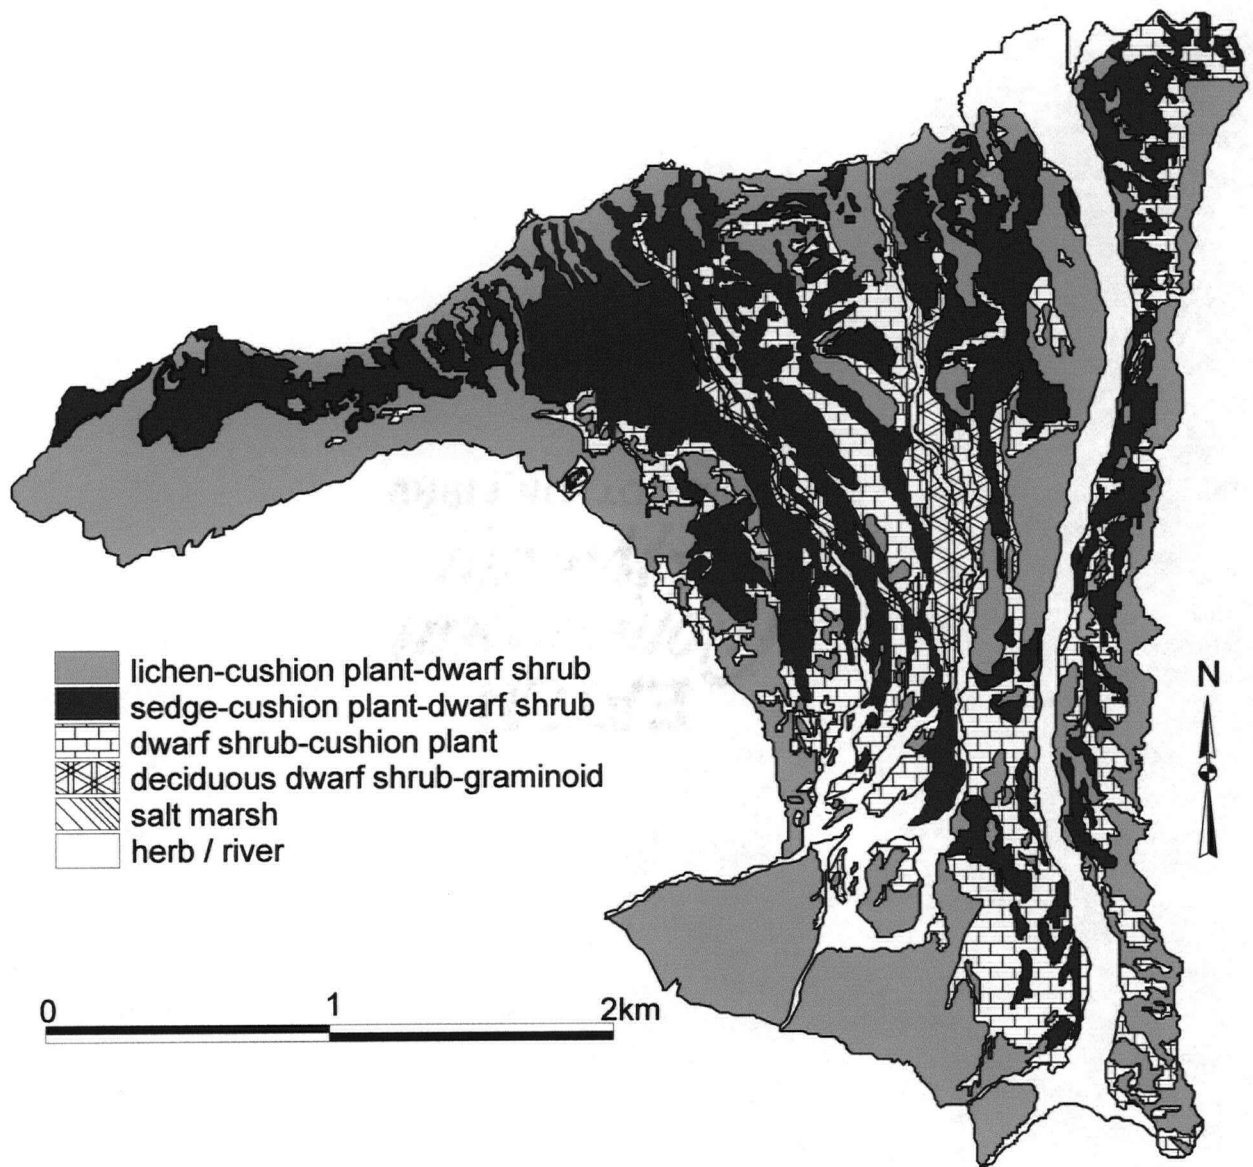 lichen-cushion plant-dwarf shrub
sedge-cushion plant-dwarf shrub
dwarf shrub-cushion plant
deciduous dwarf shrub-graminoid
salt marsh
herb / river
N
0 1 2km